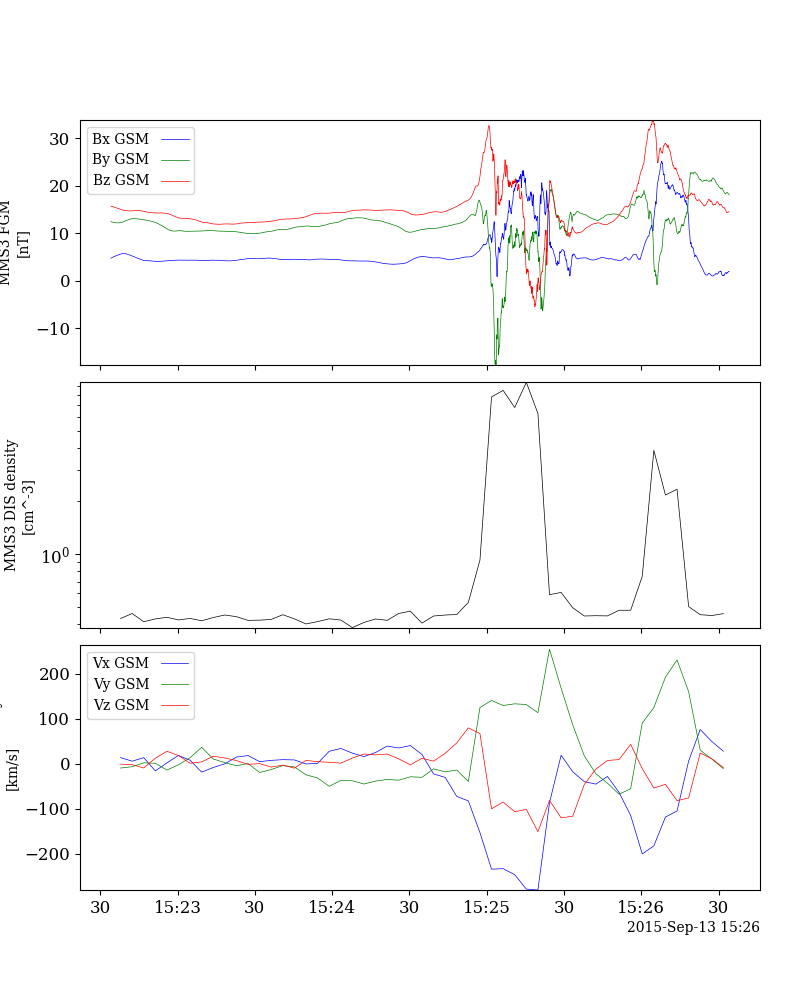 Bx GSM
By GSM
Bz GSM
30
20
10
0
−10
MMS3 FGM
[nT]
10^0
MMS3 DIS density
[cm^-3]
Vx GSM
Vy GSM
Vz GSM
200
100
0
−100
−200
[km/s]
30 15:23 30 15:24 30 15:25 30 15:26 30
2015-Sep-13 15:26